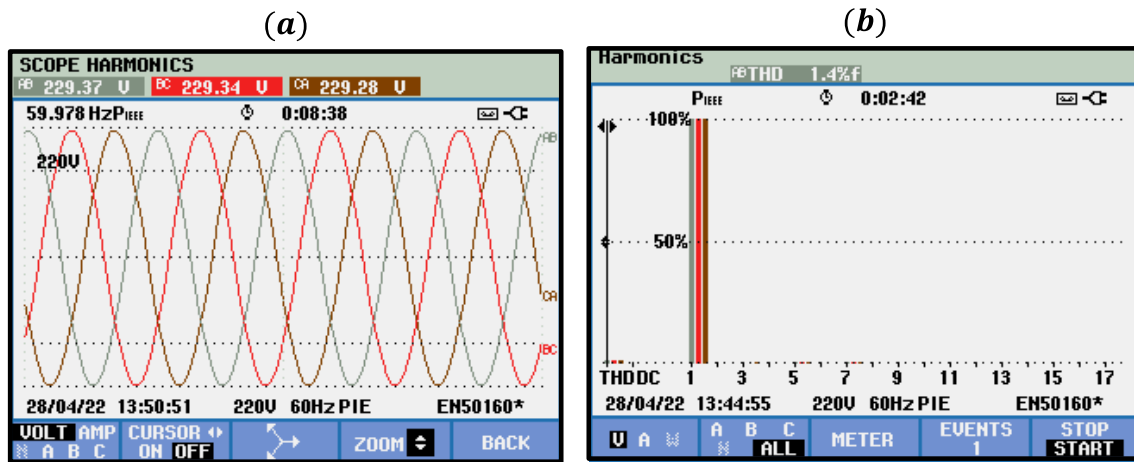 (a)
SCOPE HARMONICS
AB 229.37 V BC 229.34 V CA 229.28 V
59.978 HzPIEEE 0:08:38
220V
AB
CA
BC
28/04/22 13:50:51 220V 60Hz PIE EN50160*
VOLT AMP CURSOR
N A B C ON OFF ZOOM BACK
(b)
Harmonics
ABTHD 1.4%f
PIEEE 0:02:42
100%
50%
THDDC 1 3 5 7 9 11 13 15 17
28/04/22 13:44:55 220V 60Hz PIE EN50160*
V A W A B C METER EVENTS STOP
N ALL 1 START